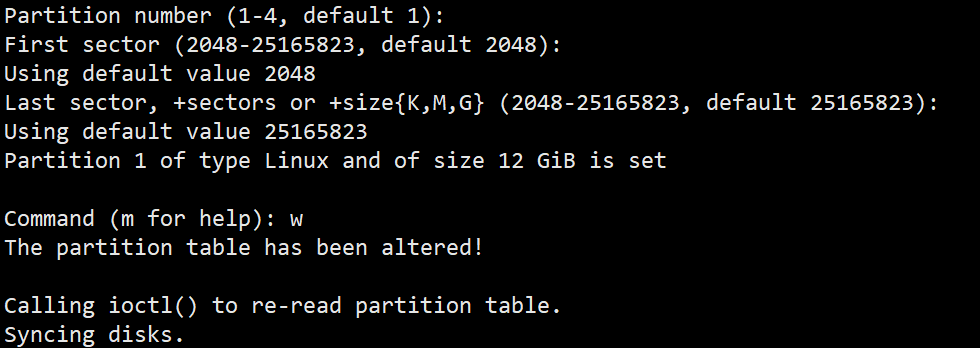 Partition number (1-4, default 1):
First sector (2048-25165823, default 2048):
Using default value 2048
Last sector, +sectors or +size{K,M,G} (2048-25165823, default 25165823):
Using default value 25165823
Partition 1 of type Linux and of size 12 GiB is set
Command (m for help): w
The partition table has been altered!
Calling ioctl() to re-read partition table.
Syncing disks.